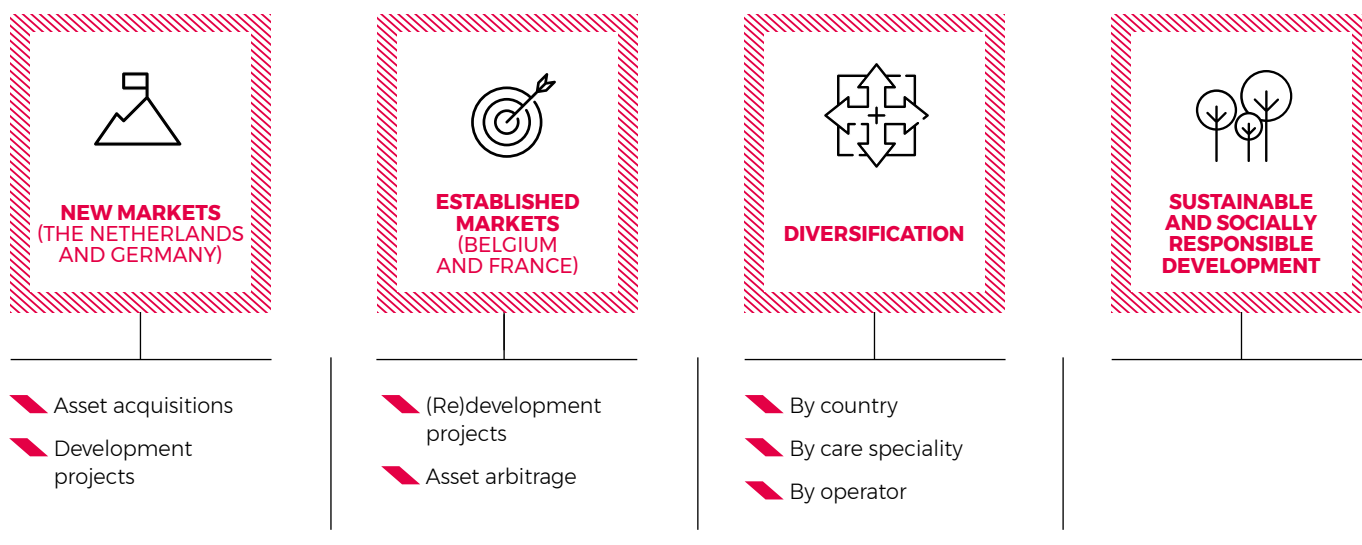 NEW MARKETS
(THE NETHERLANDS
AND GERMANY)
ESTABLISHED
MARKETS
(BELGIUM
AND FRANCE)
DIVERSIFICATION
SUSTAINABLE
AND SOCIALLY
RESPONSIBLE
DEVELOPMENT
Asset acquisitions
Development
projects
(Re)development
projects
Asset arbitrage
By country
By care speciality
By operator